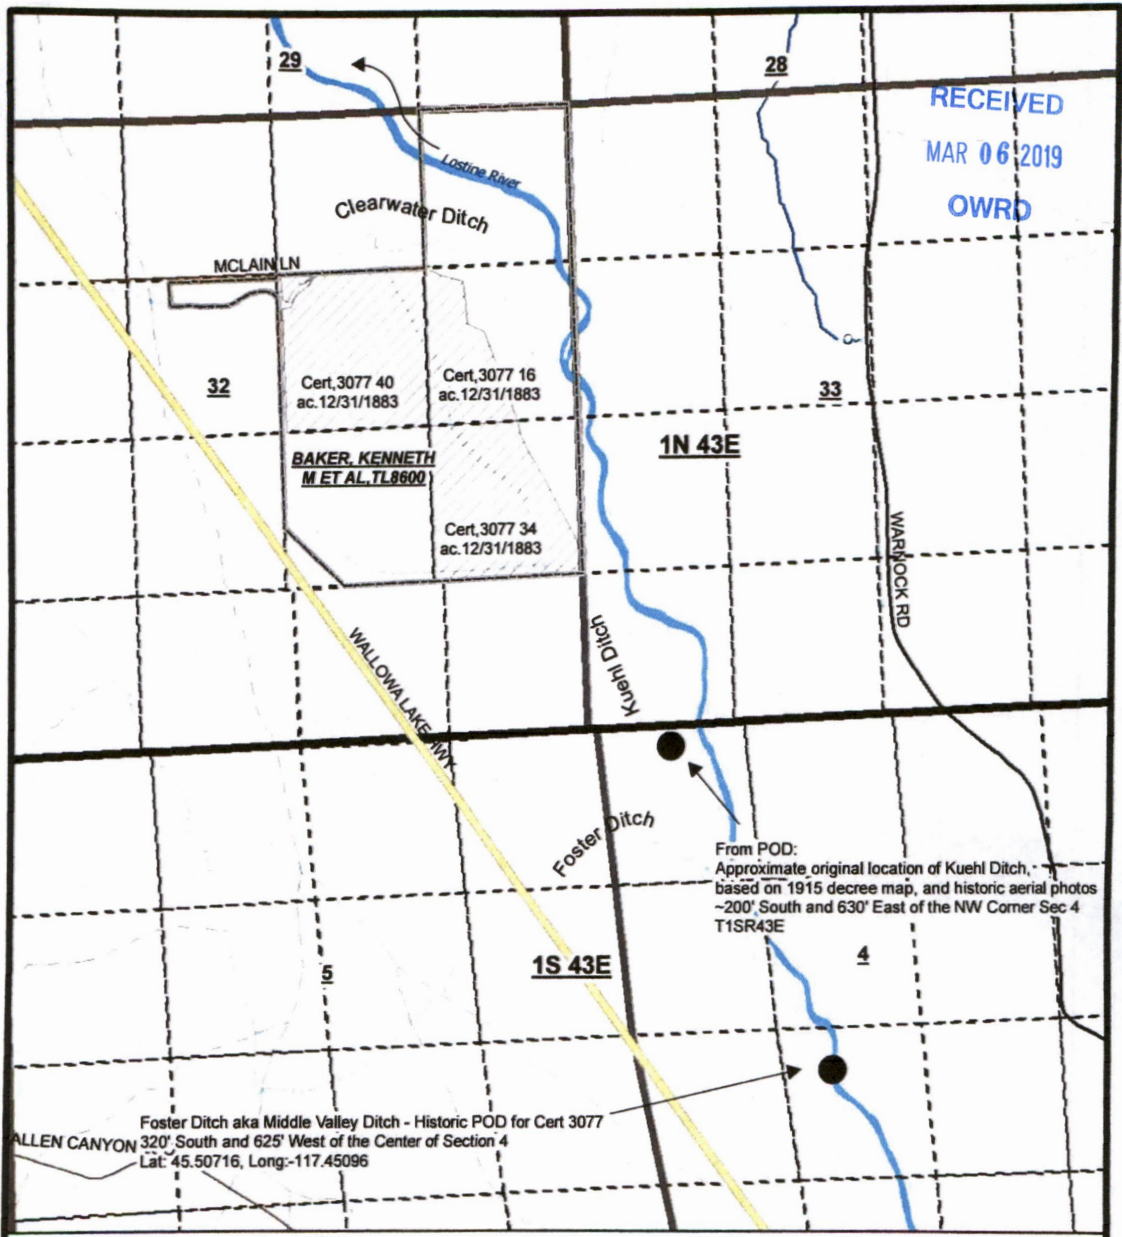 29
28
RECEIVED
MAR 06 2019
OWRD
Lostine River
Clearwater Ditch
MCLAIN LN
32
Cert,3077 40
ac.12/31/1883
Cert,3077 16
ac.12/31/1883
33
1N 43E
BAKER, KENNETH
M ET AL,TL8600
Cert,3077 34
ac.12/31/1883
WARNOCK RD
Kuehl Ditch
WALLOWA LAKE HWY
Foster Ditch
From POD:
Approximate original location of Kuehl Ditch,
based on 1915 decree map, and historic aerial photos
~200' South and 630' East of the NW Corner Sec 4
T1SR43E
4
1S 43E
5
Foster Ditch aka Middle Valley Ditch - Historic POD for Cert 3077
ALLEN CANYON
320' South and 625' West of the Center of Section 4
Lat: 45.50716, Long:-117.45096